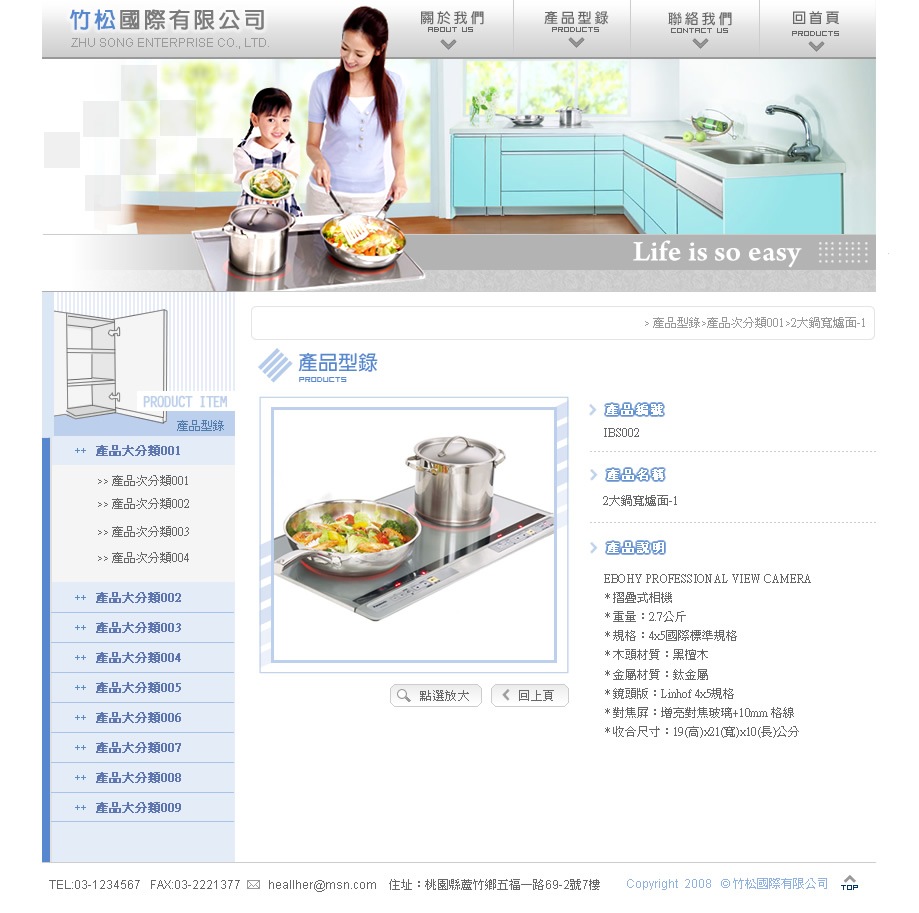 竹松國際有限公司
ZHU SONG ENTERPRISE CO., LTD.
關於我們
ABOUT US
產品型錄
PRODUCTS
聯絡我們
CONTACT US
回首頁
PRODUCTS
Life is so easy
PRODUCT ITEM
產品型錄
++ 產品大分類001
>> 產品次分類001
>> 產品次分類002
>> 產品次分類003
>> 產品次分類004
++ 產品大分類002
++ 產品大分類003
++ 產品大分類004
++ 產品大分類005
++ 產品大分類006
++ 產品大分類007
++ 產品大分類008
++ 產品大分類009
> 產品型錄>產品次分類001>2大鍋寬爐面-1
產品型錄
PRODUCTS
點選放大
回上頁
產品編號
IBS002
產品名稱
2大鍋寬爐面-1
產品說明
EBOHY PROFESSIONAL VIEW CAMERA
*摺疊式相機
*重量：2.7公斤
*規格：4x5國際標準規格
*木頭材質：黑檀木
*金屬材質：鈦金屬
*鏡頭版：Linhof 4x5規格
*對焦屏：增亮對焦玻璃+10mm 格線
*收合尺寸：19(高)x21(寬)x10(長)公分
TEL:03-1234567 FAX:03-2221377 heallher@msn.com 住址：桃園縣蘆竹鄉五福一路69-2號7樓 Copyright 2008 ©竹松國際有限公司 TOP